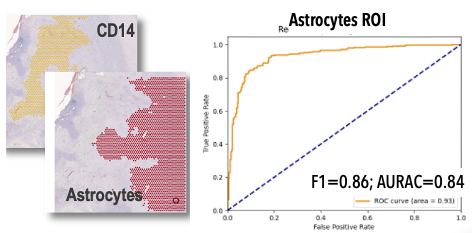 CD14
Astrocytes
Astrocytes ROI
Re
1.0
0.8
0.6
0.4
0.2
0.0
True Positive Rate
F1=0.86; AURAC=0.84
ROC curve (area = 0.93)
0.0 0.2 0.4 0.6 0.8 1.0
False Positive Rate